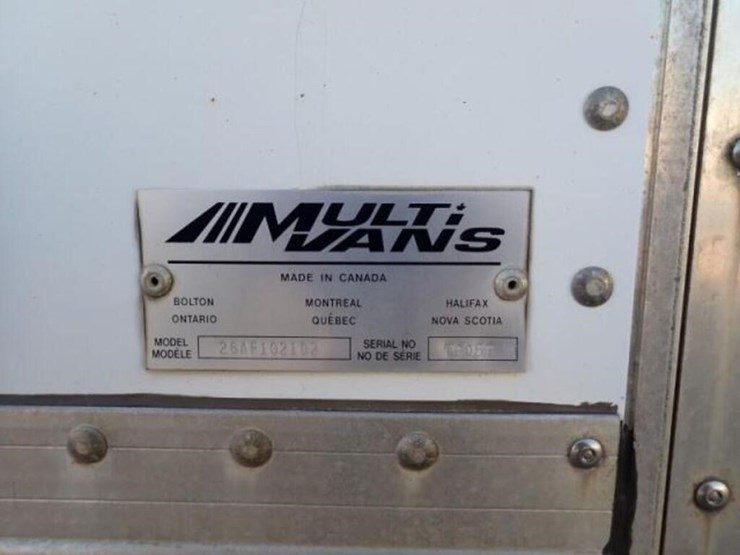 MULTI
VANS
MADE IN CANADA
BOLTON MONTREAL HALIFAX
ONTARIO QUÉBEC NOVA SCOTIA
MODEL SERIAL NO
MODÈLE 26AF102102 NO DE SÉRIE